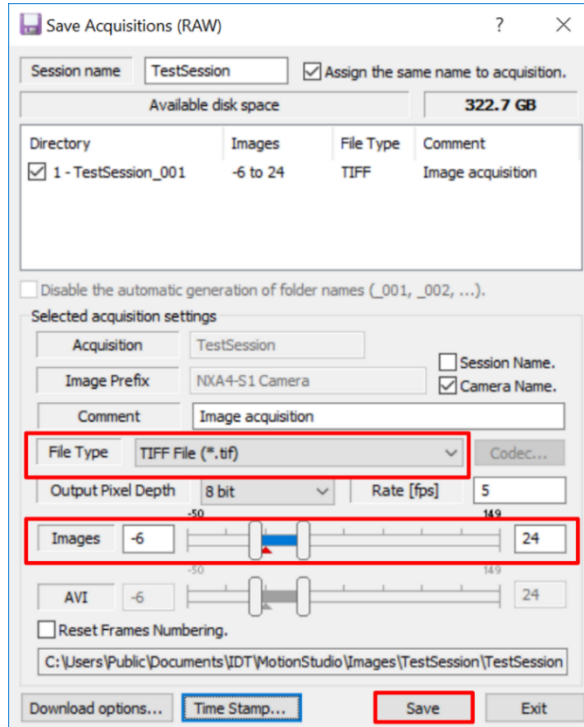 Save Acquisitions (RAW) ?
Session name TestSession Assign the same name to acquisition.
Available disk space 322.7 GB
Directory Images File Type Comment
1 - TestSession_001 -6 to 24 TIFF Image acquisition
Disable the automatic generation of folder names (_001, _002, ...).
Selected acquisition settings
Acquisition TestSession
Session Name.
Image Prefix NXA4-S1 Camera
Camera Name.
Comment Image acquisition
File Type TIFF File (*.tif) Codec...
Output Pixel Depth 8 bit Rate [fps] 5
-50 149
Images -6 24
-50 149
AVI -6 24
Reset Frames Numbering.
C:\Users\Public\Documents\IDT\MotionStudio\Images\TestSession\TestSession
Download options... Time Stamp... Save Exit